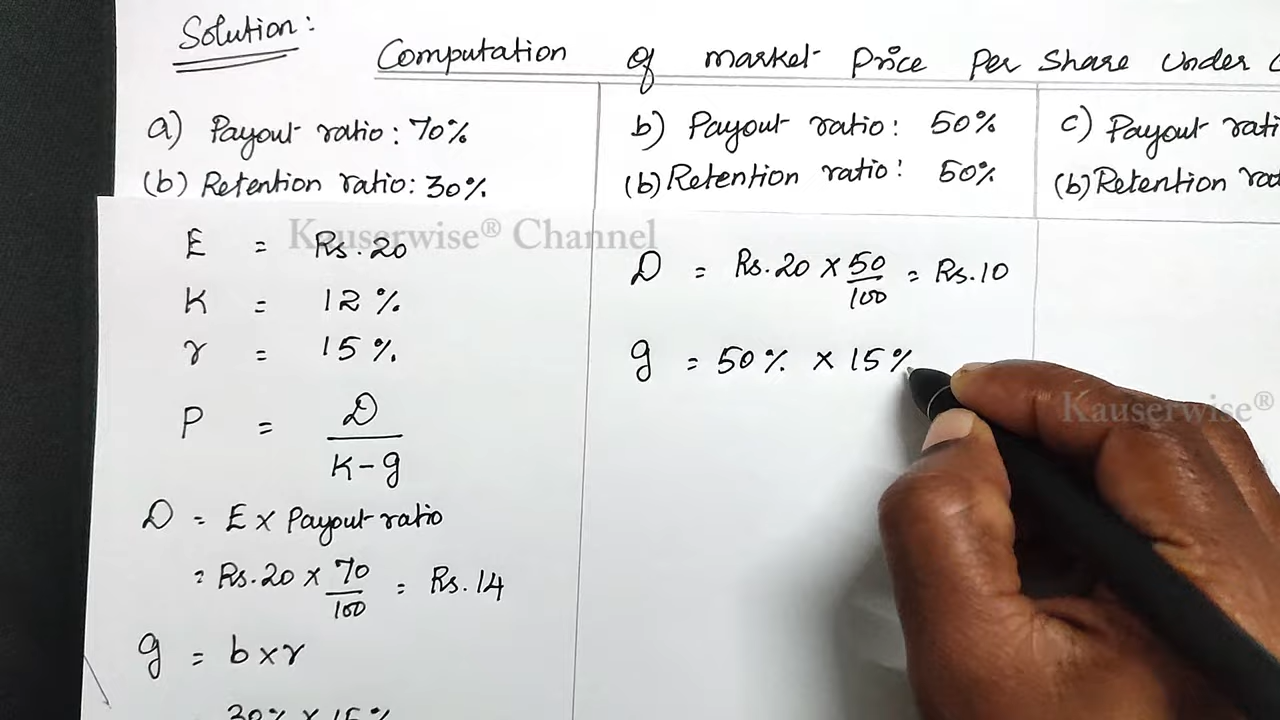 Solution:
Computation of market Price Per Share Under
a) Payout ratio: 70%
(b) Retention ratio: 30%
E = Rs. 20
K = 12%
r = 15%.
P = D / K-g
D = E x Payout ratio
= Rs. 20 x 70/100 = Rs. 14
g = b x r
30% x 15%
b) Payout ratio: 50%
(b) Retention ratio: 50%
D = Rs. 20 x 50/100 = Rs. 10
g = 50% x 15%
c) Payout
(b) Retention
Kauserwise® Channel
Kauserwise®